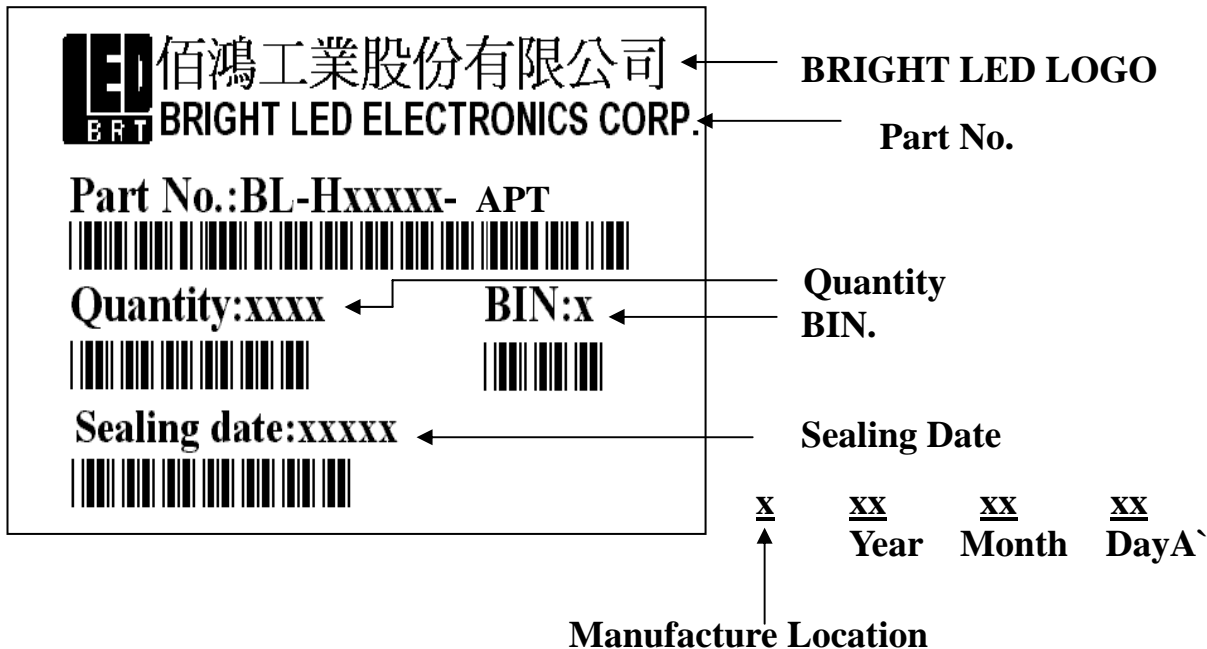 LED 佰鴻工業股份有限公司
BRIGHT LED LOGO
BRT BRIGHT LED ELECTRONICS CORP.
Part No.
Part No.:BL-Hxxxxx- APT
Quantity:xxxx BIN:x
Quantity
BIN.
Sealing date:xxxxx
Sealing Date
x xx xx xx
Year Month DayA`
Manufacture Location